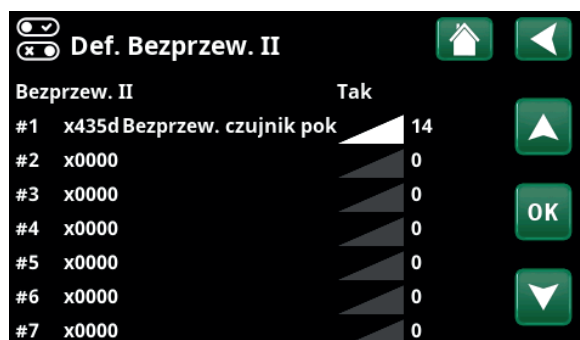 Def. Bezprzew. II
Bezprzew. II Tak
#1 x435d Bezprzew. czujnik pok 14
#2 x0000 0
#3 x0000 0
#4 x0000 0
OK
#5 x0000 0
#6 x0000 0
#7 x0000 0